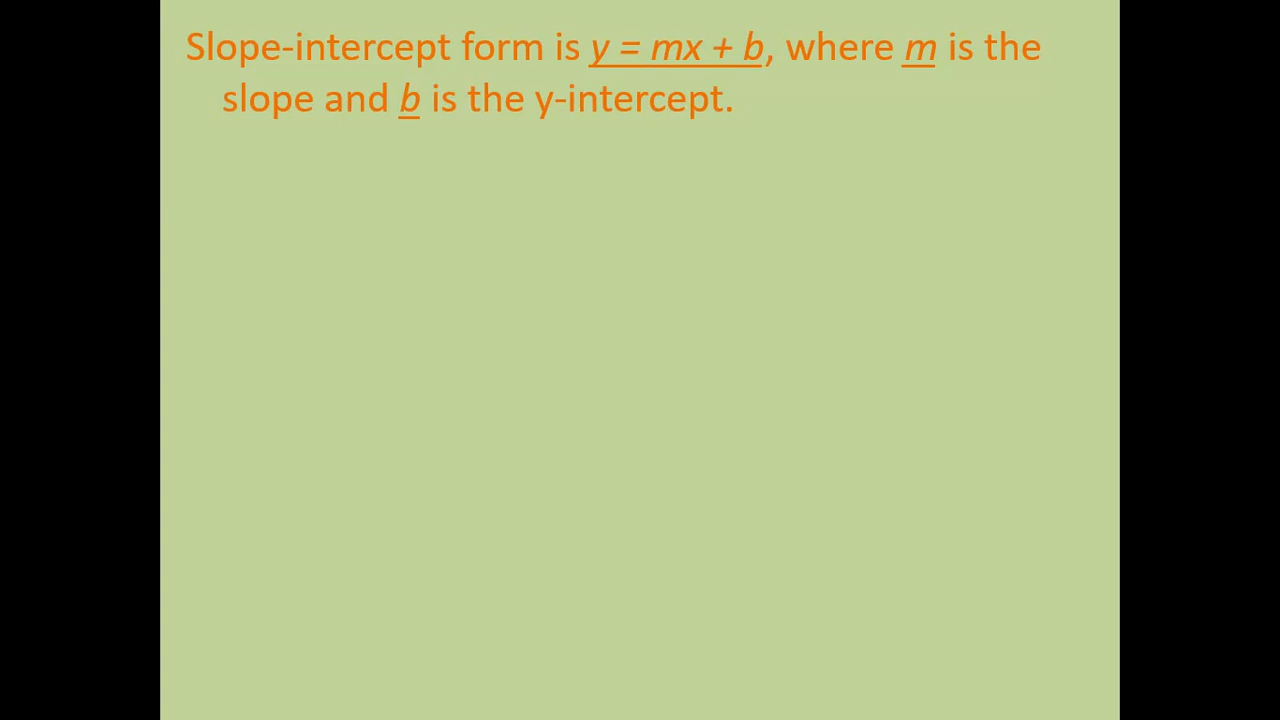 Slope-intercept form is y = mx + b, where m is the
slope and b is the y-intercept.